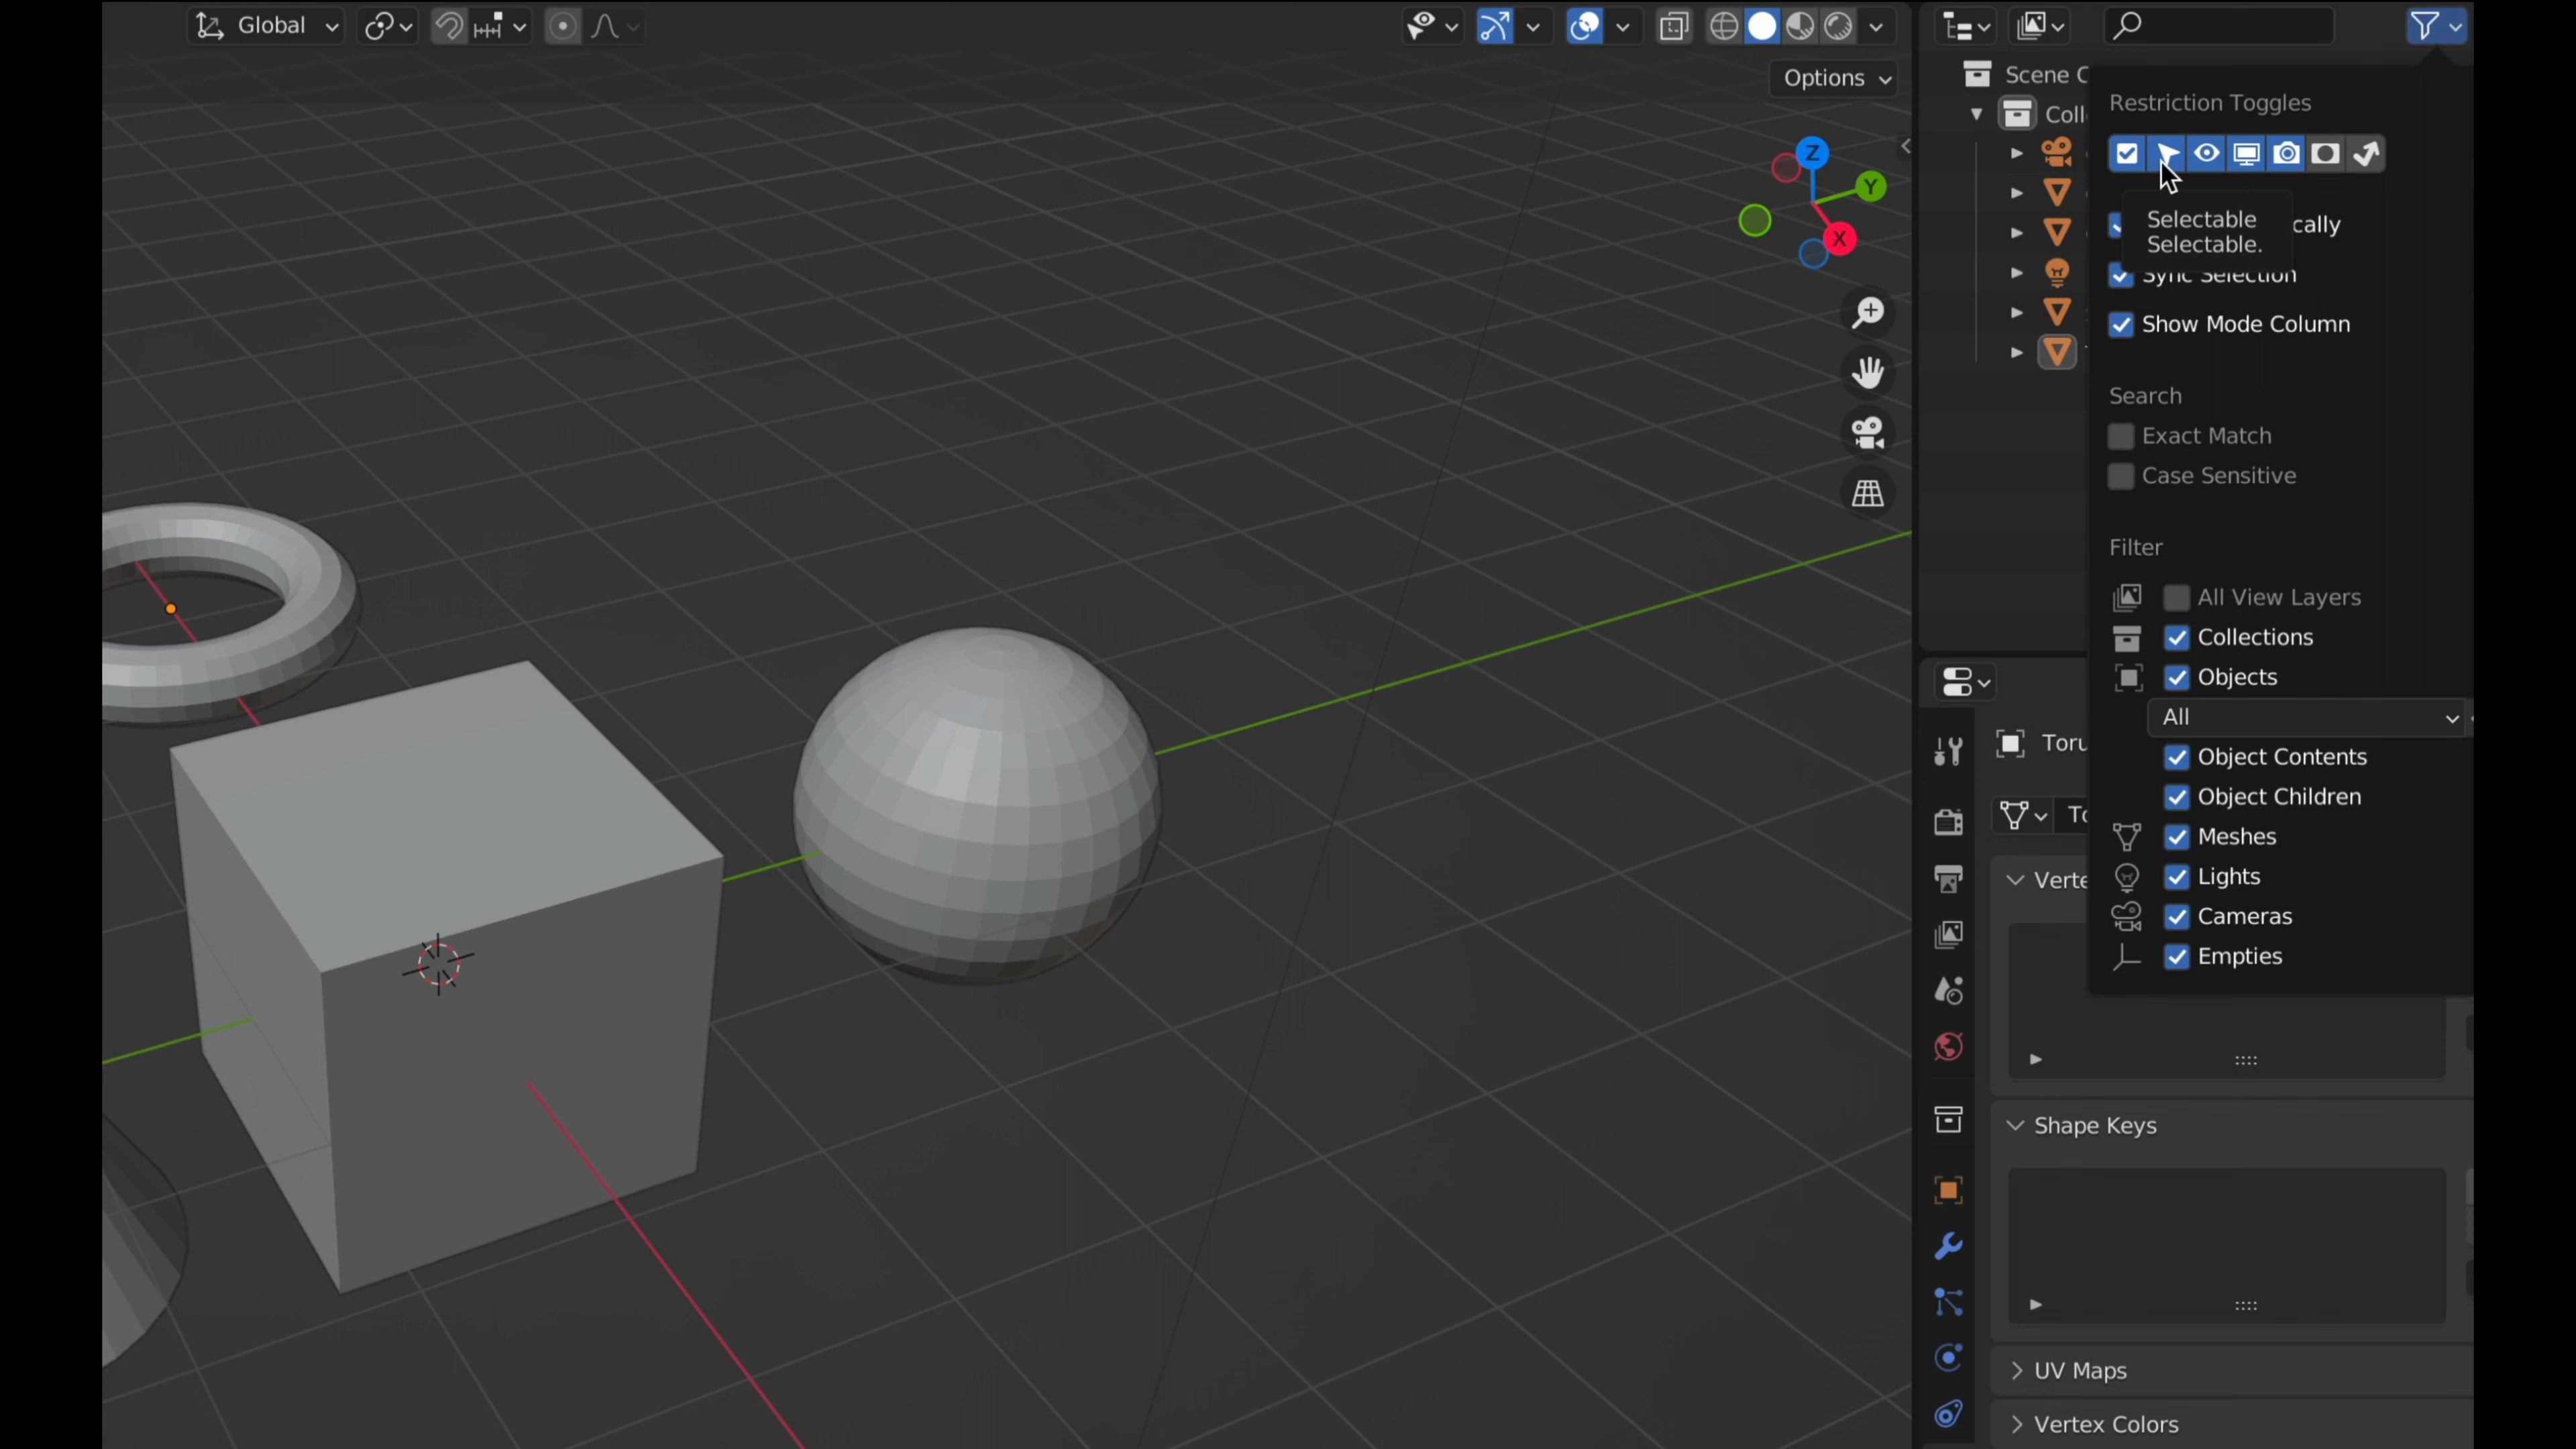 Global
Options
Scene C
Coll
Z
Y
X
Restriction Toggles
Selectable
Selectable.
cally
Sync Selection
Show Mode Column
Search
Exact Match
Case Sensitive
Filter
All View Layers
Collections
Objects
All
Object Contents
Object Children
Meshes
Lights
Cameras
Empties
Toru
To
Verte
Shape Keys
UV Maps
Vertex Colors